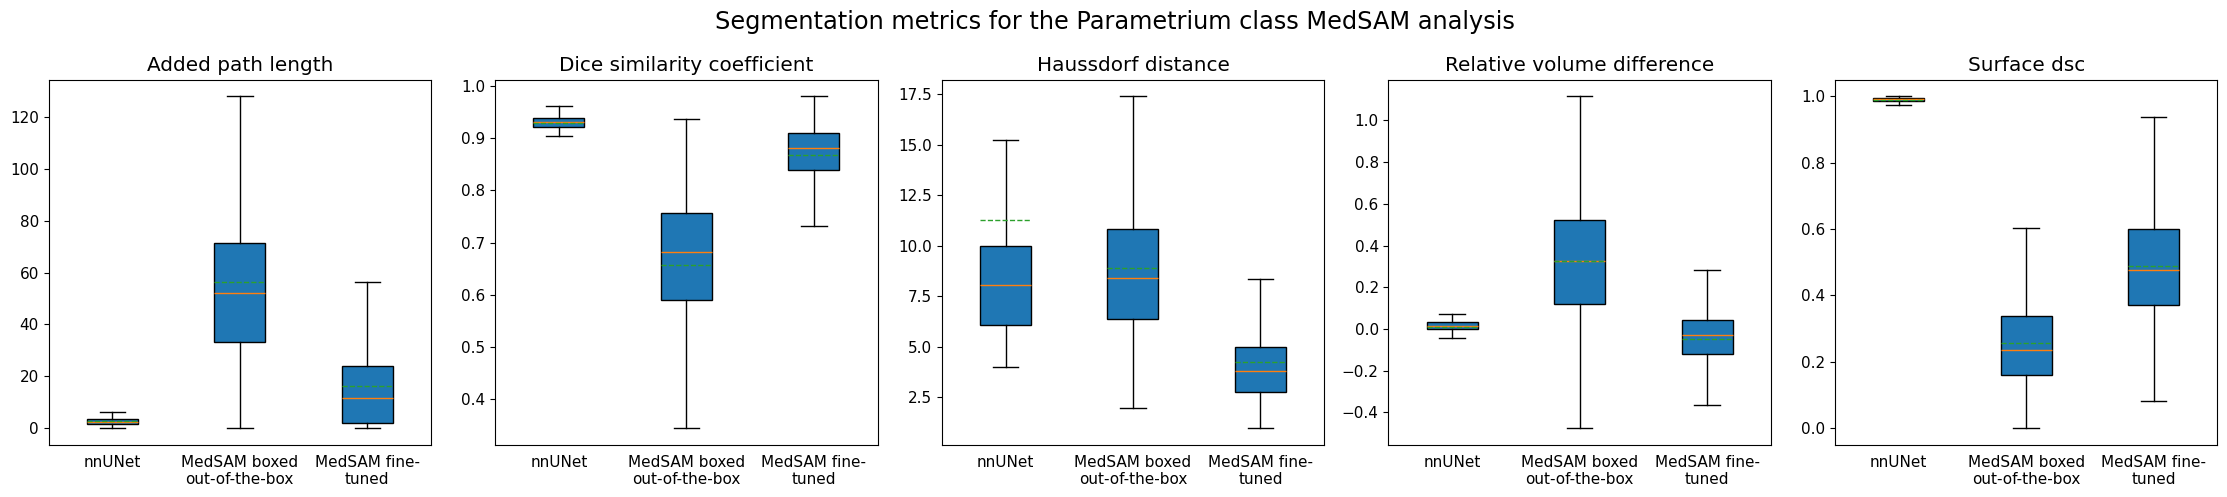 Segmentation metrics for the Parametrium class MedSAM analysis
Added path length
120
100
80
60
40
20
0
nnUNet
MedSAM boxed
out-of-the-box
MedSAM fine-
tuned
Dice similarity coefficient
1.0
0.9
0.8
0.7
0.6
0.5
0.4
nnUNet
MedSAM boxed
out-of-the-box
MedSAM fine-
tuned
Haussdorf distance
17.5
15.0
12.5
10.0
7.5
5.0
2.5
nnUNet
MedSAM boxed
out-of-the-box
MedSAM fine-
tuned
Relative volume difference
1.0
0.8
0.6
0.4
0.2
0.0
−0.2
−0.4
nnUNet
MedSAM boxed
out-of-the-box
MedSAM fine-
tuned
Surface dsc
1.0
0.8
0.6
0.4
0.2
0.0
nnUNet
MedSAM boxed
out-of-the-box
MedSAM fine-
tuned